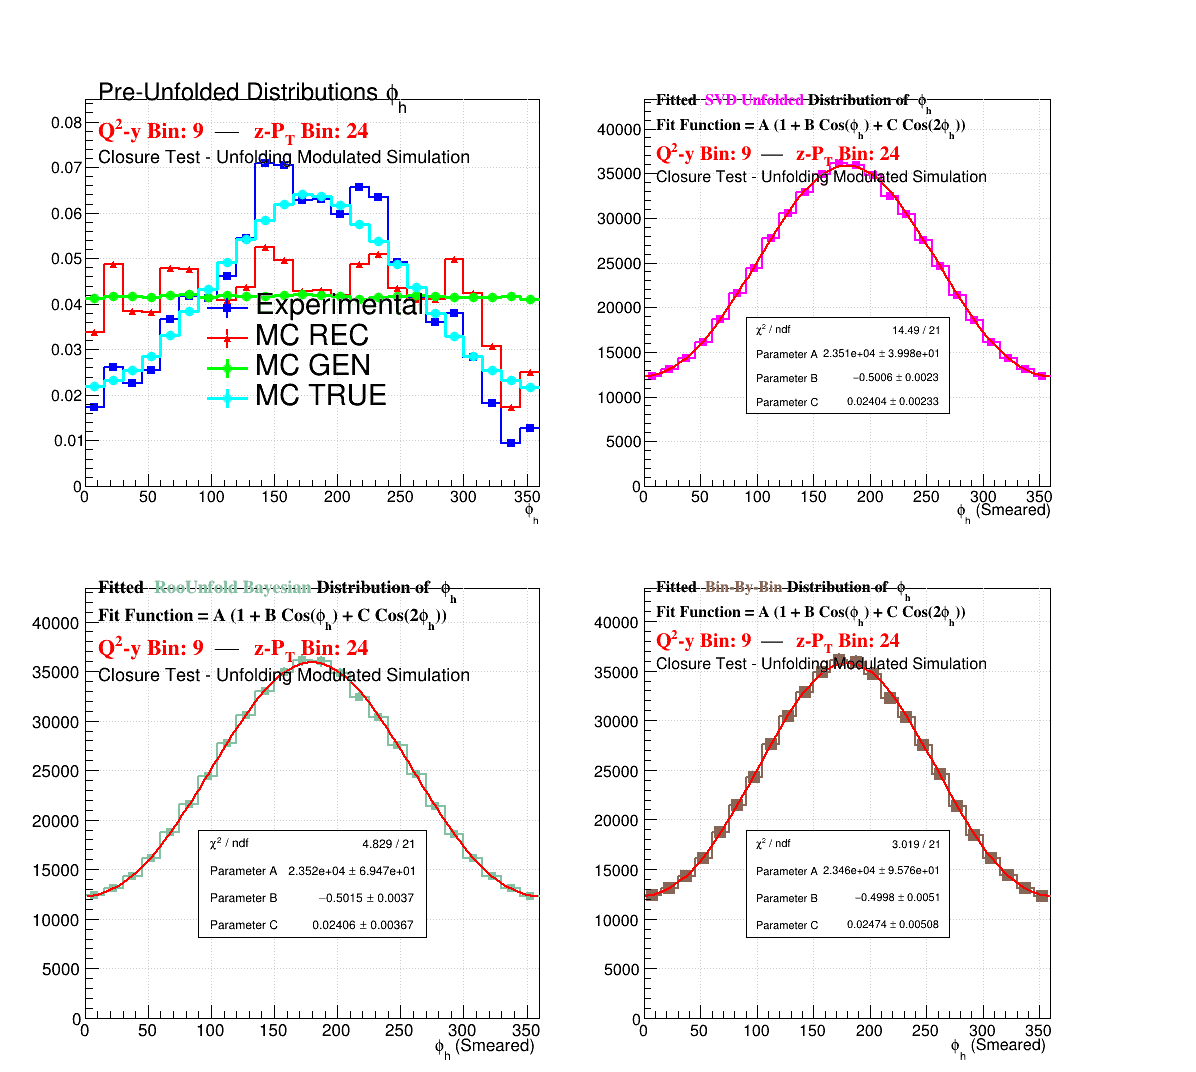 Pre-Unfolded Distributions ϕh
Q²-y Bin: 9 — z-PT Bin: 24
Closure Test - Unfolding Modulated Simulation
0.08
0.07
0.06
0.05
0.04
0.03
0.02
0.01
0
Experimental
MC REC
MC GEN
MC TRUE
0 50 100 150 200 250 300 350
ϕh
Fitted SVD Unfolded Distribution of ϕh
Fit Function = A (1 + B Cos(ϕh) + C Cos(2ϕh))
Q²-y Bin: 9 — z-PT Bin: 24
Closure Test - Unfolding Modulated Simulation
40000
35000
30000
25000
20000
15000
10000
5000
0
χ² / ndf 14.49 / 21
Parameter A 2.351e+04 ± 3.998e+01
Parameter B −0.5006 ± 0.0023
Parameter C 0.02404 ± 0.00233
0 50 100 150 200 250 300 350
ϕh (Smeared)
Fitted RooUnfold Bayesian Distribution of ϕh
Fit Function = A (1 + B Cos(ϕh) + C Cos(2ϕh))
Q²-y Bin: 9 — z-PT Bin: 24
Closure Test - Unfolding Modulated Simulation
40000
35000
30000
25000
20000
15000
10000
5000
0
χ² / ndf 4.829 / 21
Parameter A 2.352e+04 ± 6.947e+01
Parameter B −0.5015 ± 0.0037
Parameter C 0.02406 ± 0.00367
0 50 100 150 200 250 300 350
ϕh (Smeared)
Fitted Bin-By-Bin Distribution of ϕh
Fit Function = A (1 + B Cos(ϕh) + C Cos(2ϕh))
Q²-y Bin: 9 — z-PT Bin: 24
Closure Test - Unfolding Modulated Simulation
40000
35000
30000
25000
20000
15000
10000
5000
0
χ² / ndf 3.019 / 21
Parameter A 2.346e+04 ± 9.576e+01
Parameter B −0.4998 ± 0.0051
Parameter C 0.02474 ± 0.00508
0 50 100 150 200 250 300 350
ϕh (Smeared)